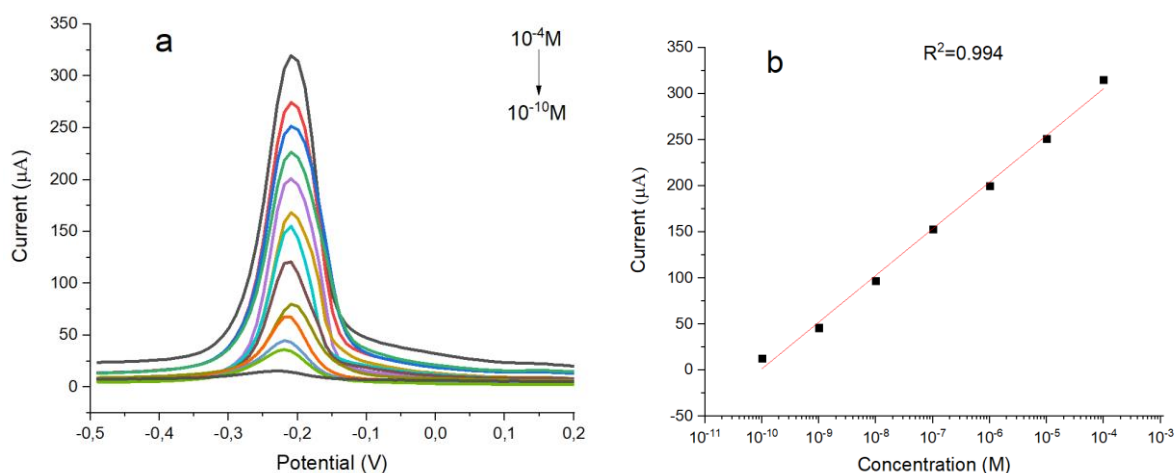 a
10⁻⁴M
10⁻¹⁰M
350
300
250
200
150
100
50
0
Current (μA)
-0,5 -0,4 -0,3 -0,2 -0,1 0,0 0,1 0,2
Potential (V)
b
R²=0.994
350
300
250
200
150
100
50
0
-50
Current (μA)
10⁻¹¹ 10⁻¹⁰ 10⁻⁹ 10⁻⁸ 10⁻⁷ 10⁻⁶ 10⁻⁵ 10⁻⁴ 10⁻³
Concentration (M)